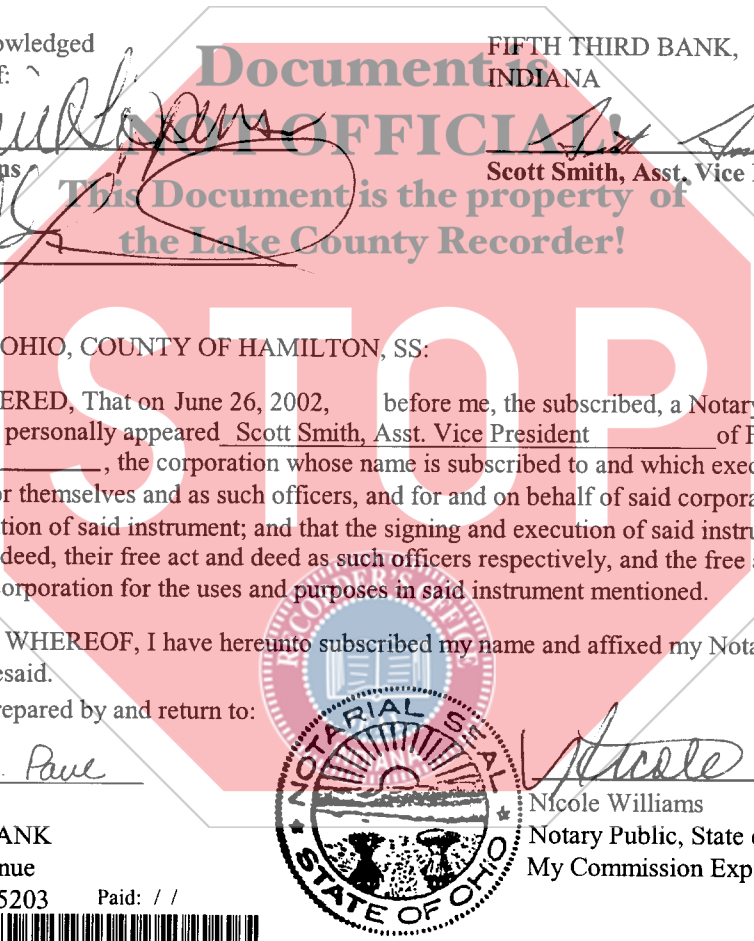 owledged
f:
FIFTH THIRD BANK,
INDIANA
Document is
NOT OFFICIAL!
This Document is the property of
the Lake County Recorder!
ns
Scott Smith, Asst. Vice
STOP
OHIO, COUNTY OF HAMILTON, SS:
ERED, That on June 26, 2002, before me, the subscribed, a Notary
personally appeared Scott Smith, Asst. Vice President of F
, the corporation whose name is subscribed to and which exec
or themselves and as such officers, and for and on behalf of said corpora
tion of said instrument; and that the signing and execution of said instru
deed, their free act and deed as such officers respectively, and the free
orporation for the uses and purposes in said instrument mentioned.
WHEREOF, I have hereunto subscribed my name and affixed my Nota
esaid.
repared by and return to:
RECORDER'S OFFICE
NOTARIAL SEAL
STATE OF OHIO
Paul
Nicole
Nicole Williams
ANK
Notary Public, State
nue
My Commission Exp
5203 Paid: / /